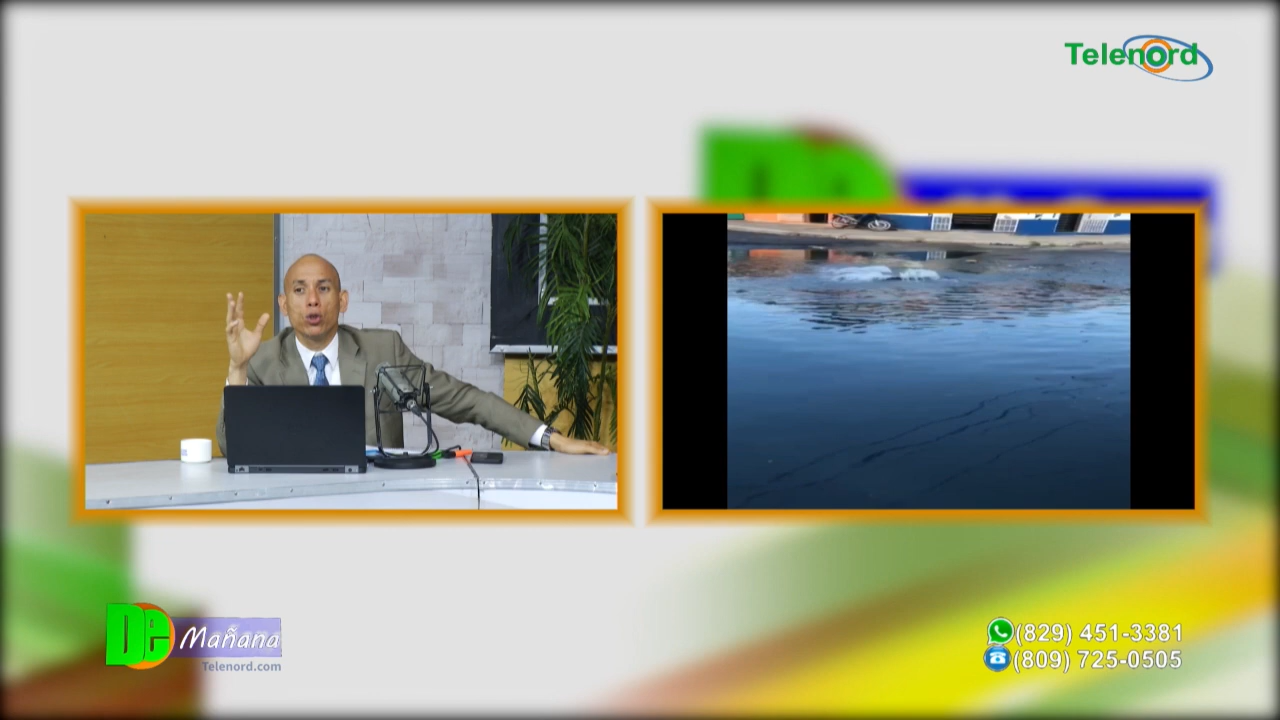 Telenord
De
Mañana
Telenord.com
(829) 451-3381
(809) 725-0505